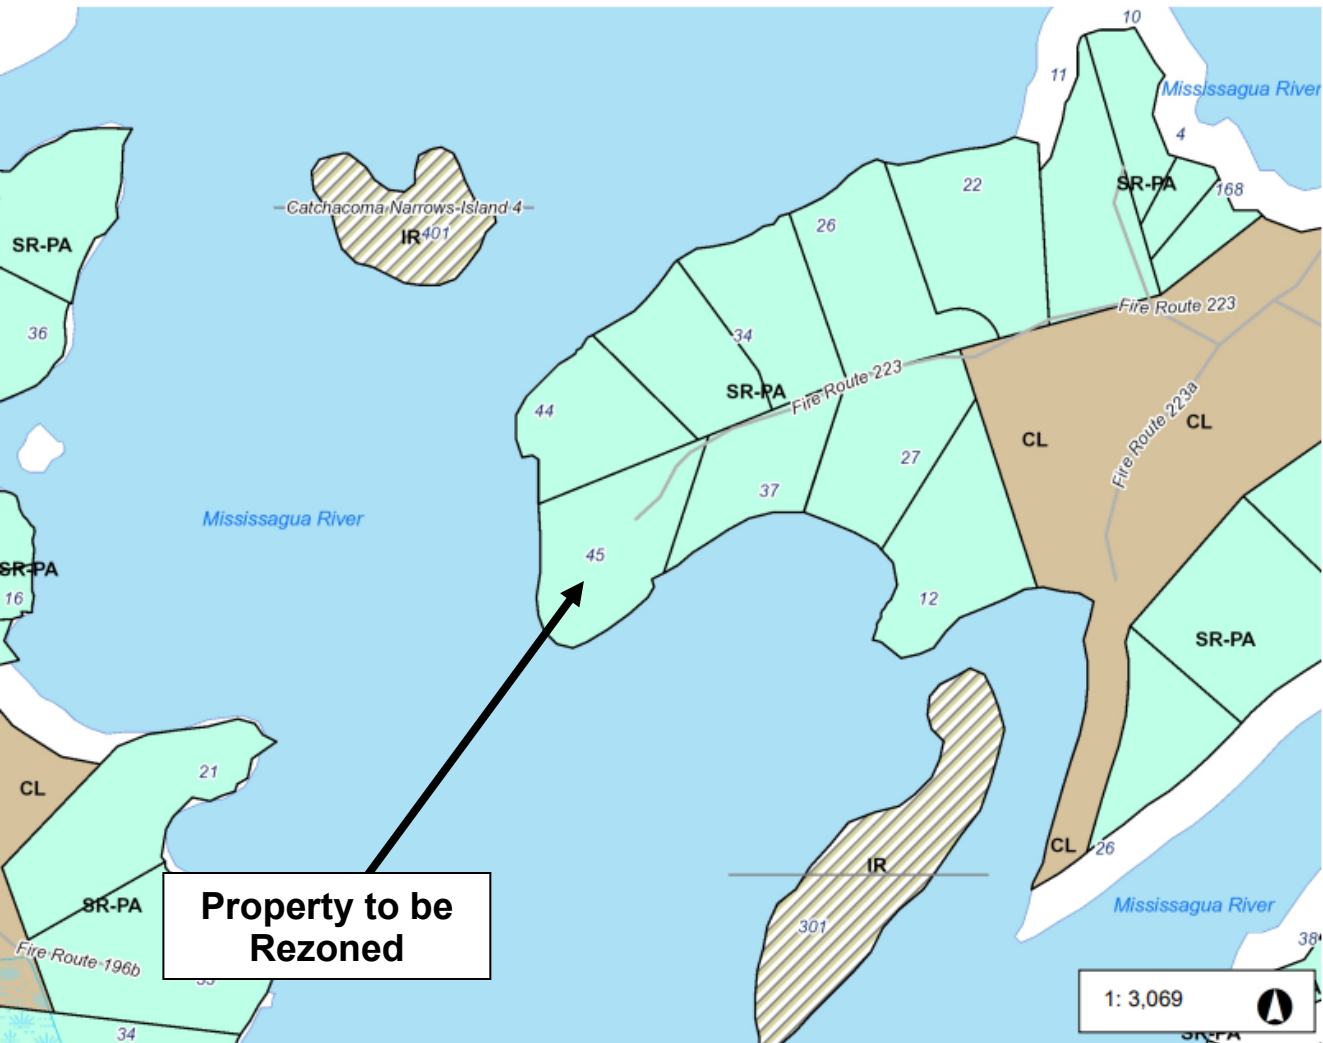 10
11
Mississagua River
4
SR-PA
168
22
Catchacoma Narrows-Island 4
IR
401
26
SR-PA
36
34
Fire Route 223
SR-PA
Fire Route 223
44
CL
CL
Fire Route 223a
27
37
Mississagua River
45
SR-PA
16
12
SR-PA
21
CL
CL
26
IR
SR-PA
Property to be
Rezoned
Mississagua River
301
38
Fire Route 196b
34
1: 3,069
SR-PA